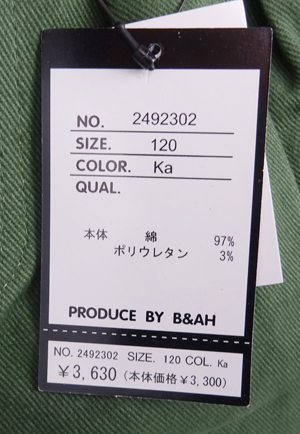 NO. 2492302
SIZE. 120
COLOR. Ka
QUAL.
本体 綿 97%
ポリウレタン 3%
PRODUCE BY B&AH
NO. 2492302 SIZE. 120 COL. Ka
¥3,630(本体価格¥3,300)